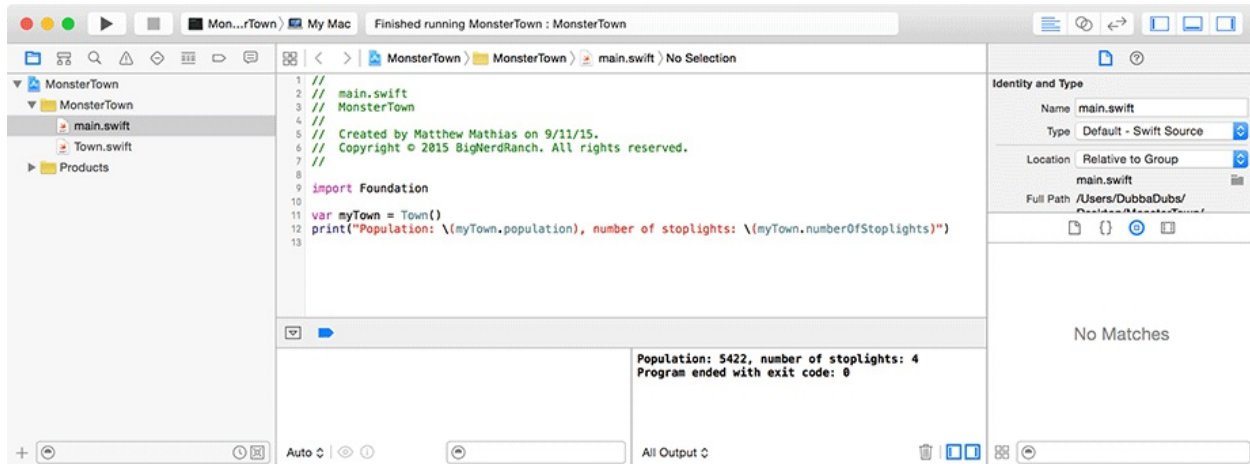 Mon...rTown 〉 My Mac
Finished running MonsterTown : MonsterTown
MonsterTown
MonsterTown
main.swift
Town.swift
Products
MonsterTown 〉 MonsterTown 〉 main.swift 〉 No Selection
1 //
2 //  main.swift
3 //  MonsterTown
4 //
5 //  Created by Matthew Mathias on 9/11/15.
6 //  Copyright © 2015 BigNerdRanch. All rights reserved.
7 //
8
9 import Foundation
10
11 var myTown = Town()
12 print("Population: \(myTown.population), number of stoplights: \(myTown.numberOfStoplights)")
13
Auto
Population: 5422, number of stoplights: 4
Program ended with exit code: 0
All Output
Identity and Type
Name main.swift
Type Default - Swift Source
Location Relative to Group
main.swift
Full Path /Users/DubbaDubs/
{}
No Matches